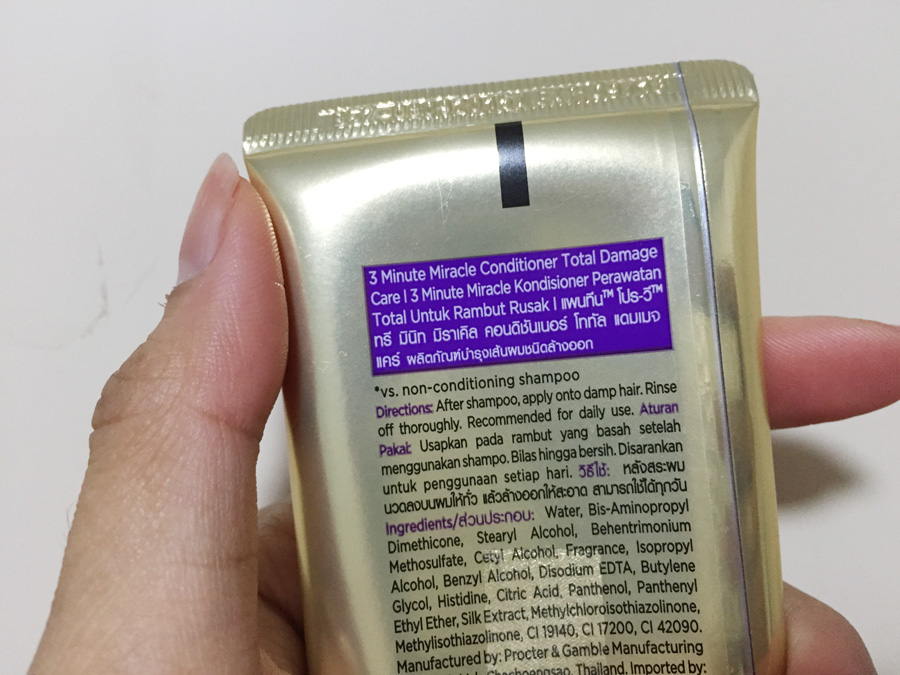 3 Minute Miracle Conditioner Total Damage
Care | 3 Minute Miracle Kondisioner Perawatan
Total Untuk Rambut Rusak | แพนทีน™ โปร-วี™
ทรี มินิท มิราเคิล คอนดิชันเนอร์ โททัล แดมเมจ
แคร์ ผลิตภัณฑ์บำรุงเส้นผมชนิดล้างออก
*vs. non-conditioning shampoo
Directions: After shampoo, apply onto damp hair. Rinse
off thoroughly. Recommended for daily use. Aturan
Pakai: Usapkan pada rambut yang basah setelah
menggunakan shampo. Bilas hingga bersih. Disarankan
untuk penggunaan setiap hari. วิธีใช้: หลังสระผม
นวดลงบนผมให้ทั่ว แล้วล้างออกให้สะอาด สามารถใช้ได้ทุกวัน
Ingredients/ส่วนประกอบ: Water, Bis-Aminopropyl
Dimethicone, Stearyl Alcohol, Behentrimonium
Methosulfate, Cetyl Alcohol, Fragrance, Isopropyl
Alcohol, Benzyl Alcohol, Disodium EDTA, Butylene
Glycol, Histidine, Citric Acid, Panthenol, Panthenyl
Ethyl Ether, Silk Extract, Methylchloroisothiazolinone,
Methylisothiazolinone, CI 19140, CI 17200, CI 42090.
Manufactured by: Procter & Gamble Manufacturing
Chachoengsao, Thailand. Imported by: